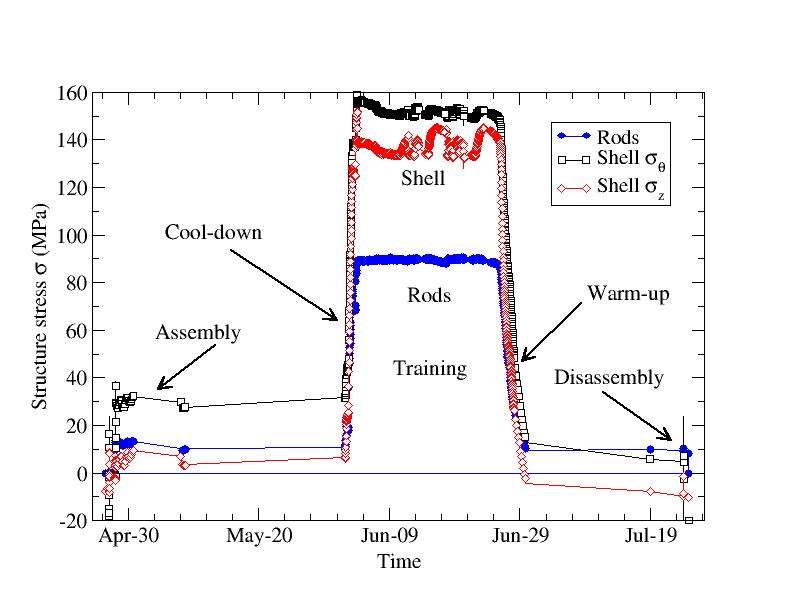 160
140
120
100
80
60
40
20
0
-20
Structure stress σ (MPa)
Rods
Shell σθ
Shell σz
Shell
Cool-down
Rods
Warm-up
Assembly
Training
Disassembly
Apr-30 May-20 Jun-09 Jun-29 Jul-19
Time